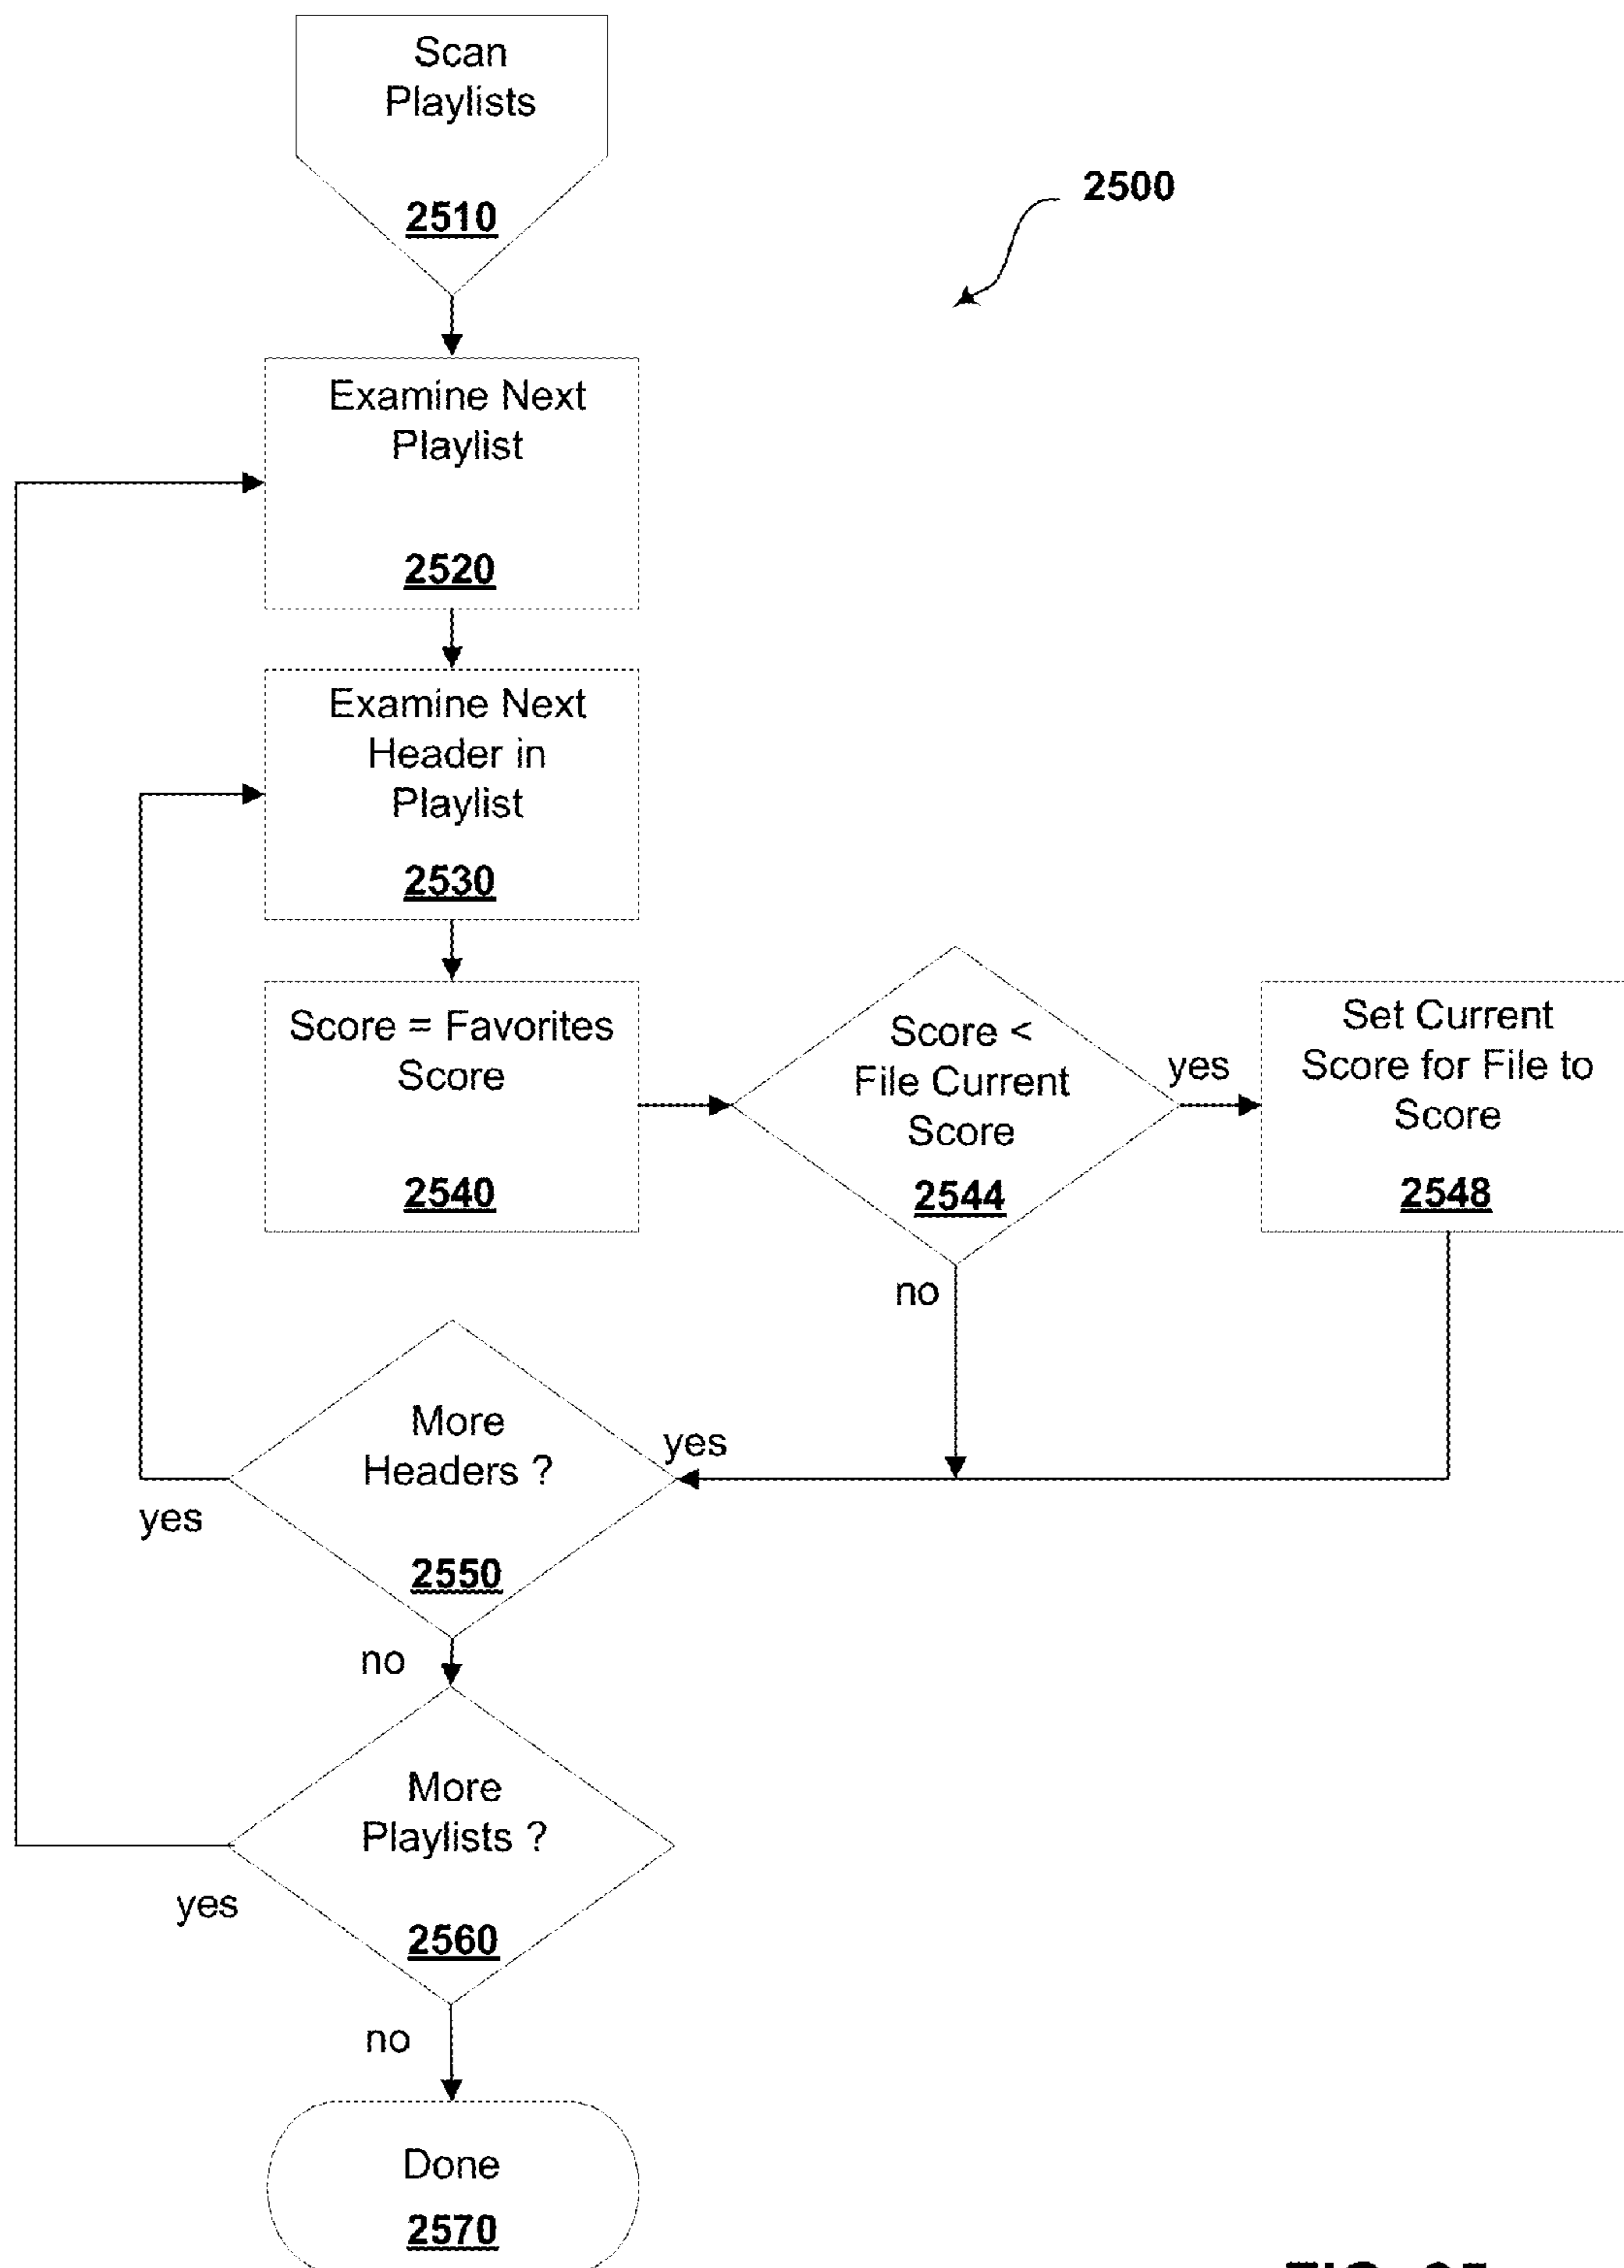 Scan
Playlists
2510
2500
Examine Next
Playlist
2520
Examine Next
Header in
Playlist
2530
Score = Favorites
Score
2540
Score <
File Current
Score
2544
yes
Set Current
Score for File to
Score
2548
no
More
Headers ?
2550
yes
yes
no
More
Playlists ?
2560
yes
no
Done
2570